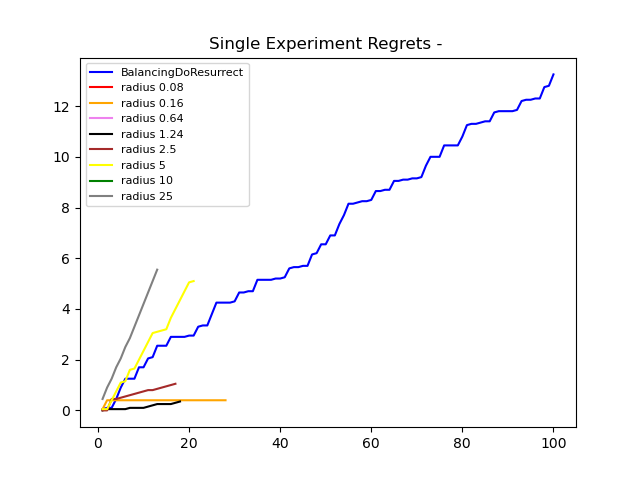 Single Experiment Regrets -
BalancingDoResurrect
radius 0.08
radius 0.16
radius 0.64
radius 1.24
radius 2.5
radius 5
radius 10
radius 25
12
10
8
6
4
2
0
0 20 40 60 80 100